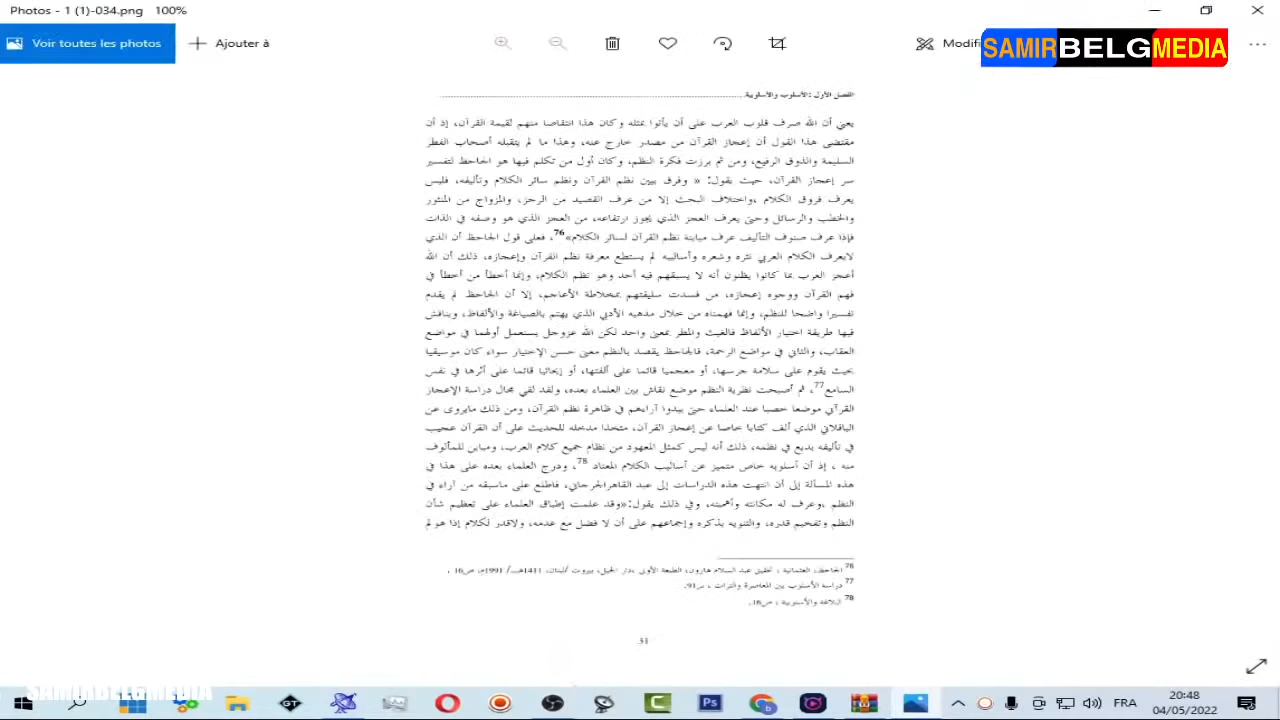 Photos - 1 (1)-034.png   100%
Voir toutes les photos
Ajouter à
Modifi
SAMIRBELGMEDIA
الفصل الأول :الأسلوب والأسلوبية
يعني أن الله صرف قلوب العرب على أن يأتوا بمثله وكان هذا انتقاصا منهم لقيمة القرآن، إذ أن
مقتضى هذا القول أن إعجاز القرآن من مصدر خارج عنه، وهذا ما لم يتقبله أصحاب الفطر
السليمة والذوق الرفيع، ومن ثم برزت فكرة النظم، وكان أول من تكلم فيها هو الجاحظ لتفسير
سر إعجاز القرآن، حيث يقول: « وفرق بيين نظم القرآن ونظم سائر الكلام وتأليفه، فليس
يعرف فروق الكلام ،واختلاف البحث إلا من عرف القصيد من الرجز، والمزواج من المنثور
والخطب والرسائل وحتى يعرف العجز الذي يجوز ارتفاعه، من العجز الذي هو وصفه في الذات
فإذا عرف صنوف التأليف عرف مباينة نظم القرآن لسائر الكلام»76، فعلى قول الجاحظ أن الذي
لايعرف الكلام العربي نثره وشعره وأساليبه لم يستطع معرفة نظم القرآن وإعجازه، ذلك أن الله
أعجز العرب بما كانوا يظنون أنه لا يسبقهم فيه أحد وهو نظم الكلام، وإنما أخطأ من أخطأ في
فهم القرآن ووجوه إعجازه، من فسدت سليقتهم بمخلاطة الأعاجم، إلا أن الجاحظ لم يقدم
تفسيرا واضحا للنظم، وإنما فهمناه من خلال مذهبه الأدبي الذي يهتم بالصياغة والألفاظ، ويناقش
فيها طريقة اختيار الألفاظ فالغيث والمطر بمعنى واحد لكن الله عزوجل يستعمل أولهما في مواضع
العقاب، والثاني في مواضع الرحمة، فالجاحظ يقصد بالنظم معنى حسن الإختيار سواء كان موسيقيا
بحيث يقوم على سلامة جرسها، أو معجميا قائما على ألفتها، أو إيحائيا قائما على أثرها في نفس
السامع77، ثم أصبحت نظرية النظم موضع نقاش بين العلماء بعده، ولقد لقي مجال دراسة الإعجاز
القرآني موضعا خصبا عند العلماء حتى يبدوا آراءهم في ظاهرة نظم القرآن، ومن ذلك مايروى عن
الباقلاني الذي ألف كتابا خاصا عن إعجاز القرآن، متخذا مدخله للحديث على أن القرآن عجيب
في تأليفه بديع في نظمه، ذلك أنه ليس كمثل المعهود من نظام جميع كلام العرب، ومباين للمألوف
منه ، إذ أن أسلوبه خاص متميز عن أساليب الكلام المعتاد78، ودرج العلماء بعده على هذا في
هذه المسألة إلى أن انتهت هذه الدراسات إلى عبد القاهرالجرجاني، فاطلع على ماسبقه من آراء في
النظم ،وعرف له مكانته وأهميته، وفي ذلك يقول:«وقد علمت إطباق العلماء على تعظيم شأن
النظم وتفخيم قدره، والتنويه بذكره وإجماعهم على أن لا فضل مع عدمه، ولاقدر لكلام إذا هو لم
76 الجاحظ، العثمانية ، تحقيق عبد السلام هارون، الطبعة الأولى ،دار الجيل، بيروت /لبنان، 1411هـ/ 1991م، ص16 .
77 دراسة الأسلوب بين المعاصرة والتراث ، ص91.
78 البلاغة والأسلوبية ، ص18.
33
SAMIRBELGMEDIA
FRA
20:48
04/05/2022